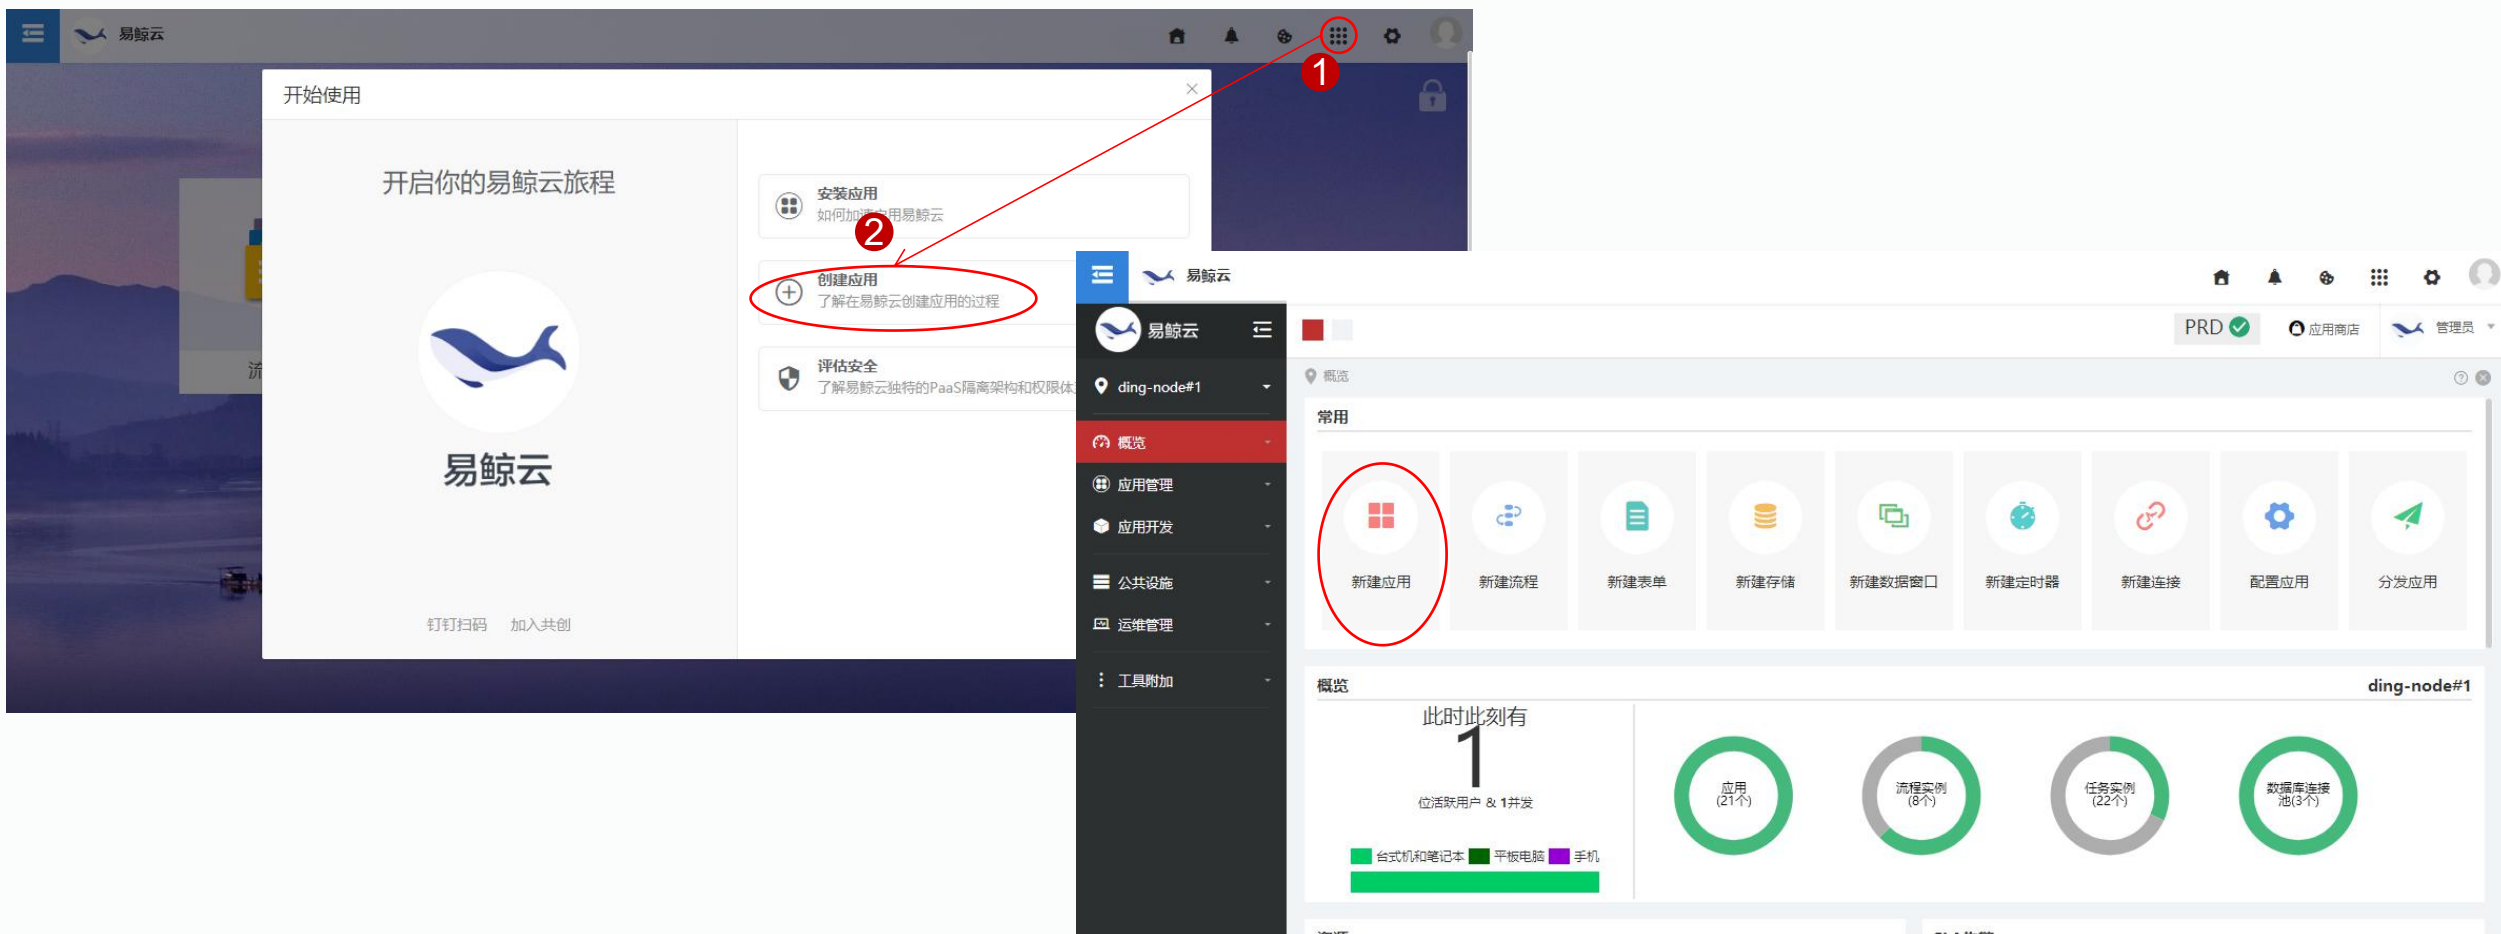 易鲸云
1
开始使用
开启你的易鲸云旅程
易鲸云
钉钉扫码 加入共创
安装应用
2
创建应用
了解在易鲸云创建应用的过程
评估安全
了解易鲸云独特的PaaS隔离架构和权限体
易鲸云
易鲸云
ding-node#1
概览
应用管理
应用开发
公共设施
运维管理
工具附加
PRD
应用商店
管理员
概览
常用
新建应用
新建流程
新建表单
新建存储
新建数据窗口
新建定时器
新建连接
配置应用
分发应用
概览
ding-node#1
此时此刻有
1
位活跃用户 & 1并发
台式机和笔记本 平板电脑 手机
应用
(21个)
流程实例
(8个)
任务实例
(22个)
数据库连接
池(3个)